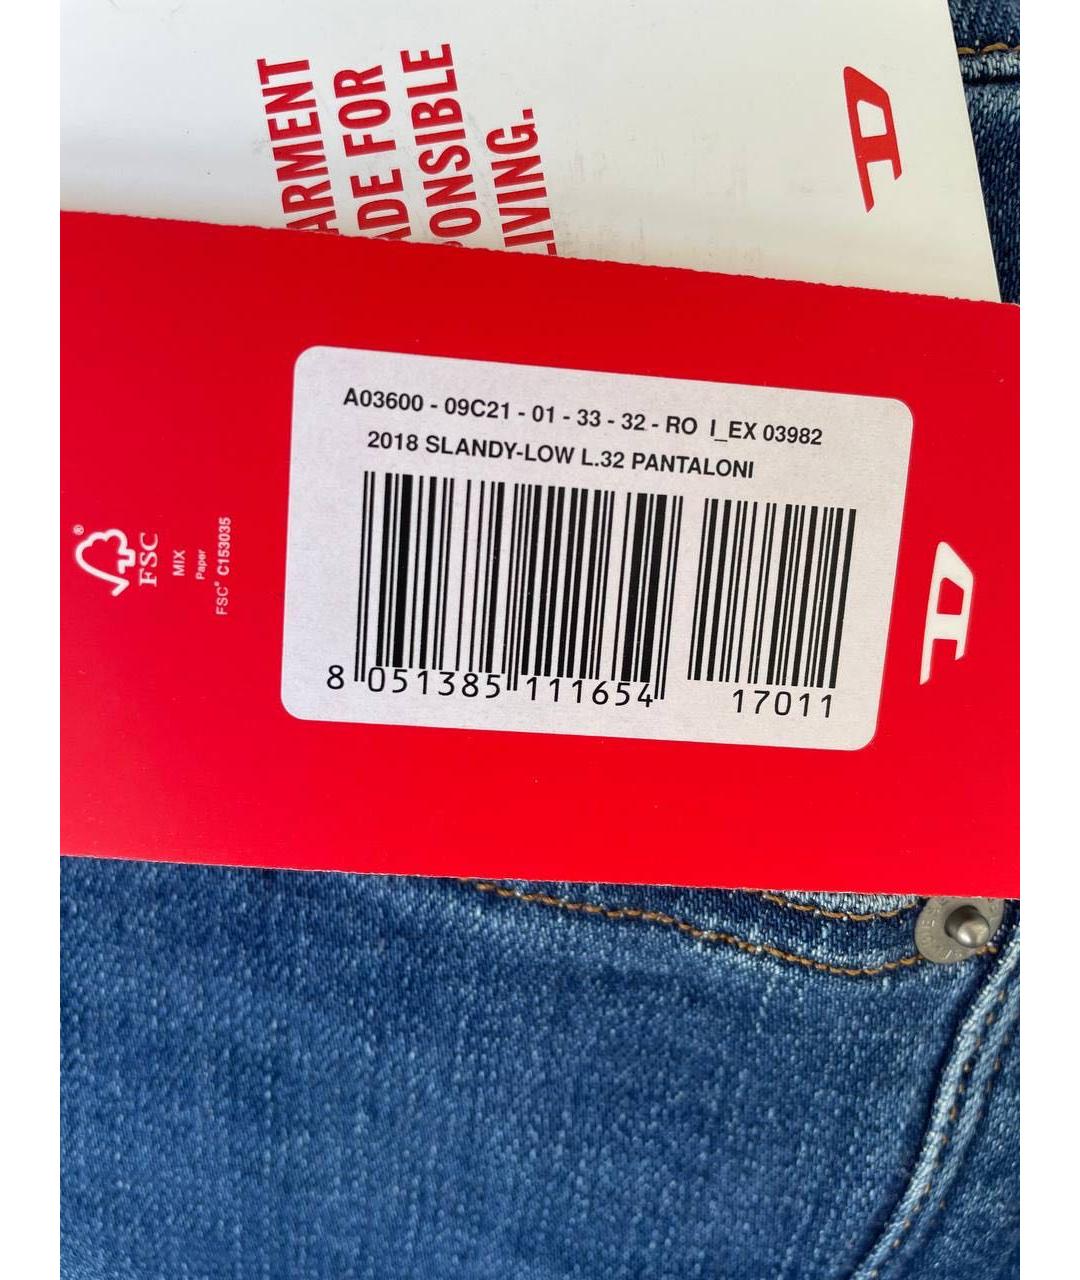 ARMENT
ADE FOR
ONSIBLE
LIVING.
A03600 - 09C21 - 01 - 33 - 32 - RO I_EX 03982
2018 SLANDY-LOW L.32 PANTALONI
8 051385 111654 17011
FSC®
MIX
Paper
FSC® C153035
D
D